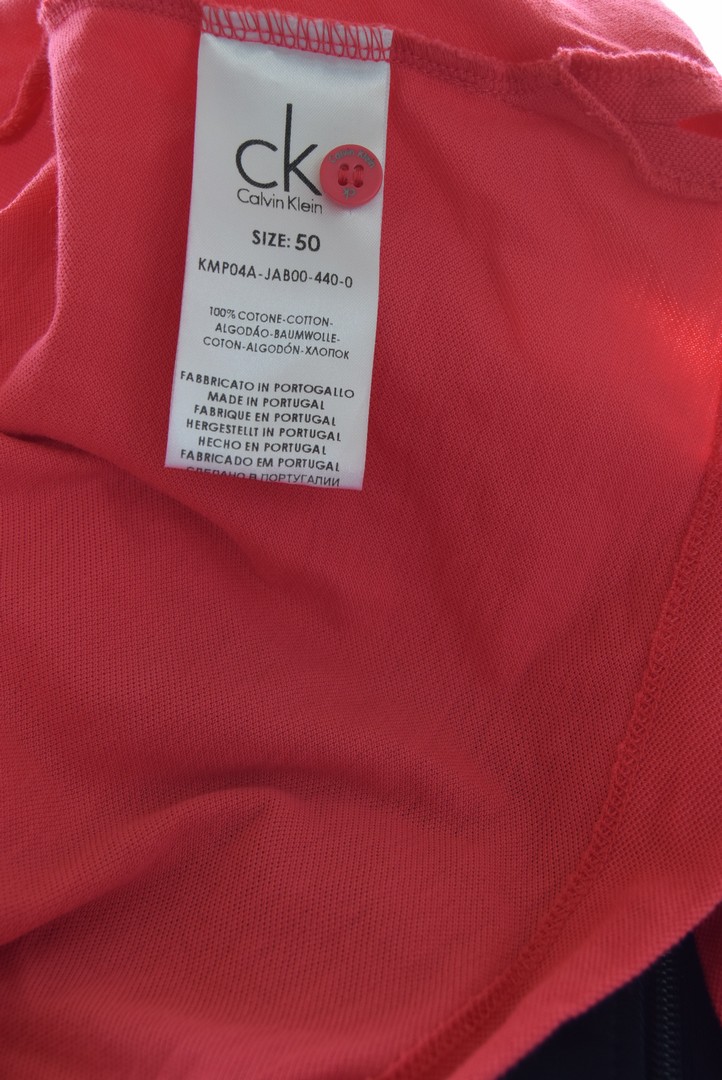 ck
Calvin Klein
SIZE: 50
KMP04A-JAB00-440-0
100% COTONE-COTTON-
ALGODÃO-BAUMWOLLE-
COTON-ALGODÓN-ХЛОПОК
FABBRICATO IN PORTOGALLO
MADE IN PORTUGAL
FABRIQUE EN PORTUGAL
HERGESTELLT IN PORTUGAL
HECHO EN PORTUGAL
FABRICADO EM PORTUGAL
СДЕЛАНО В ПОРТУГАЛИИ